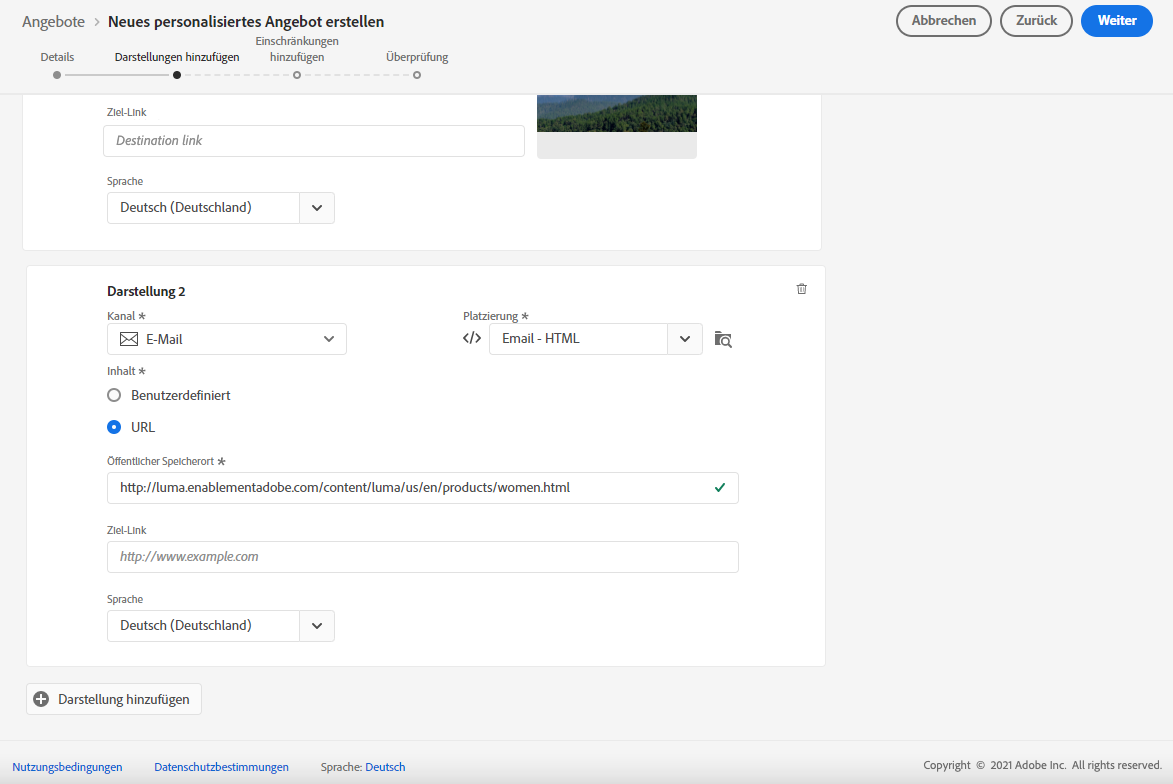 Angebote > Neues personalisiertes Angebot erstellen
Abbrechen
Zurück
Weiter
Details
Darstellungen hinzufügen
Einschränkungen
hinzufügen
Überprüfung
Ziel-Link
Destination link
Sprache
Deutsch (Deutschland)
Darstellung 2
Kanal *
E-Mail
Platzierung *
</>
Email - HTML
Inhalt *
Benutzerdefiniert
URL
Öffentlicher Speicherort *
http://luma.enablementadobe.com/content/luma/us/en/products/women.html
Ziel-Link
http://www.example.com
Sprache
Deutsch (Deutschland)
Darstellung hinzufügen
Nutzungsbedingungen
Datenschutzbestimmungen
Sprache: Deutsch
Copyright © 2021 Adobe Inc. All rights reserved.